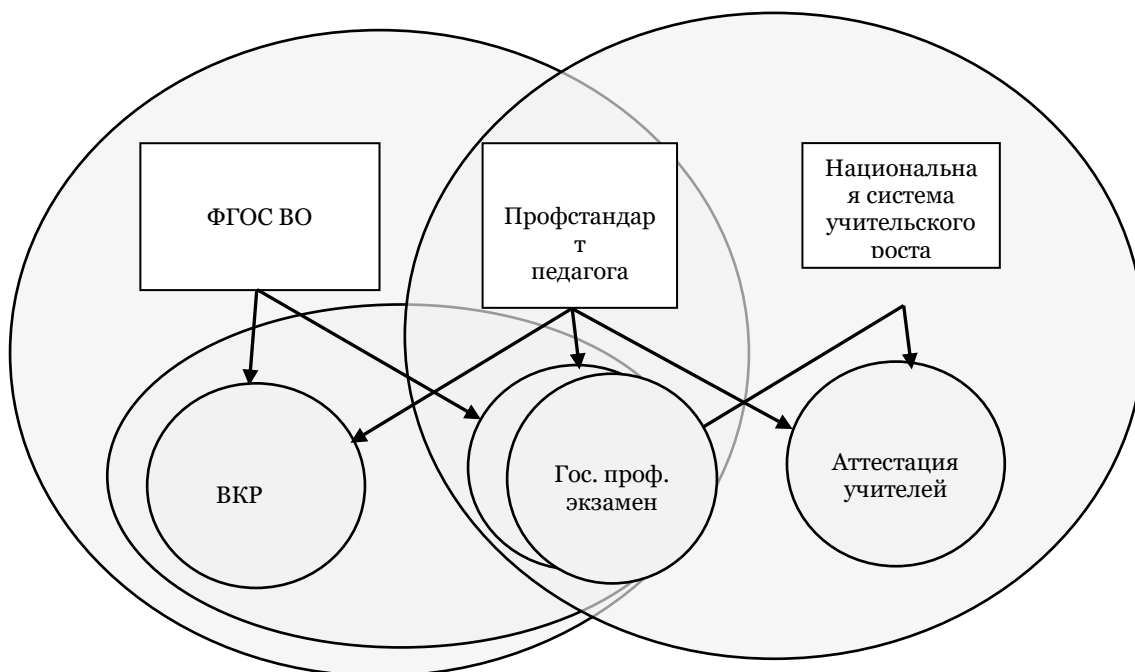 ФГОС ВО
Профстандар
т
педагога
Национальна
я система
учительского
роста
ВКР
Гос. проф.
экзамен
Аттестация
учителей